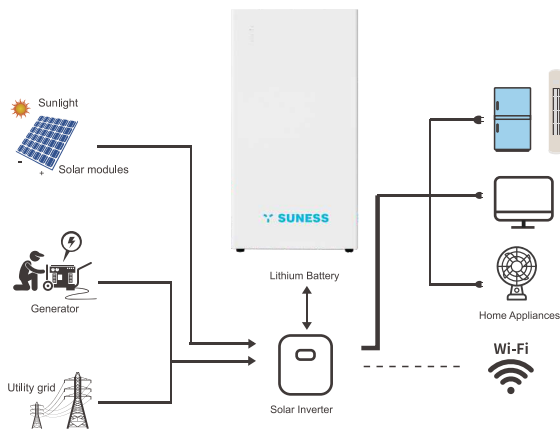 Sunlight
- 
+
Solar modules
SUNESS
Lithium Battery
Generator
Home Appliances
Wi-Fi
Utility grid
Solar Inverter